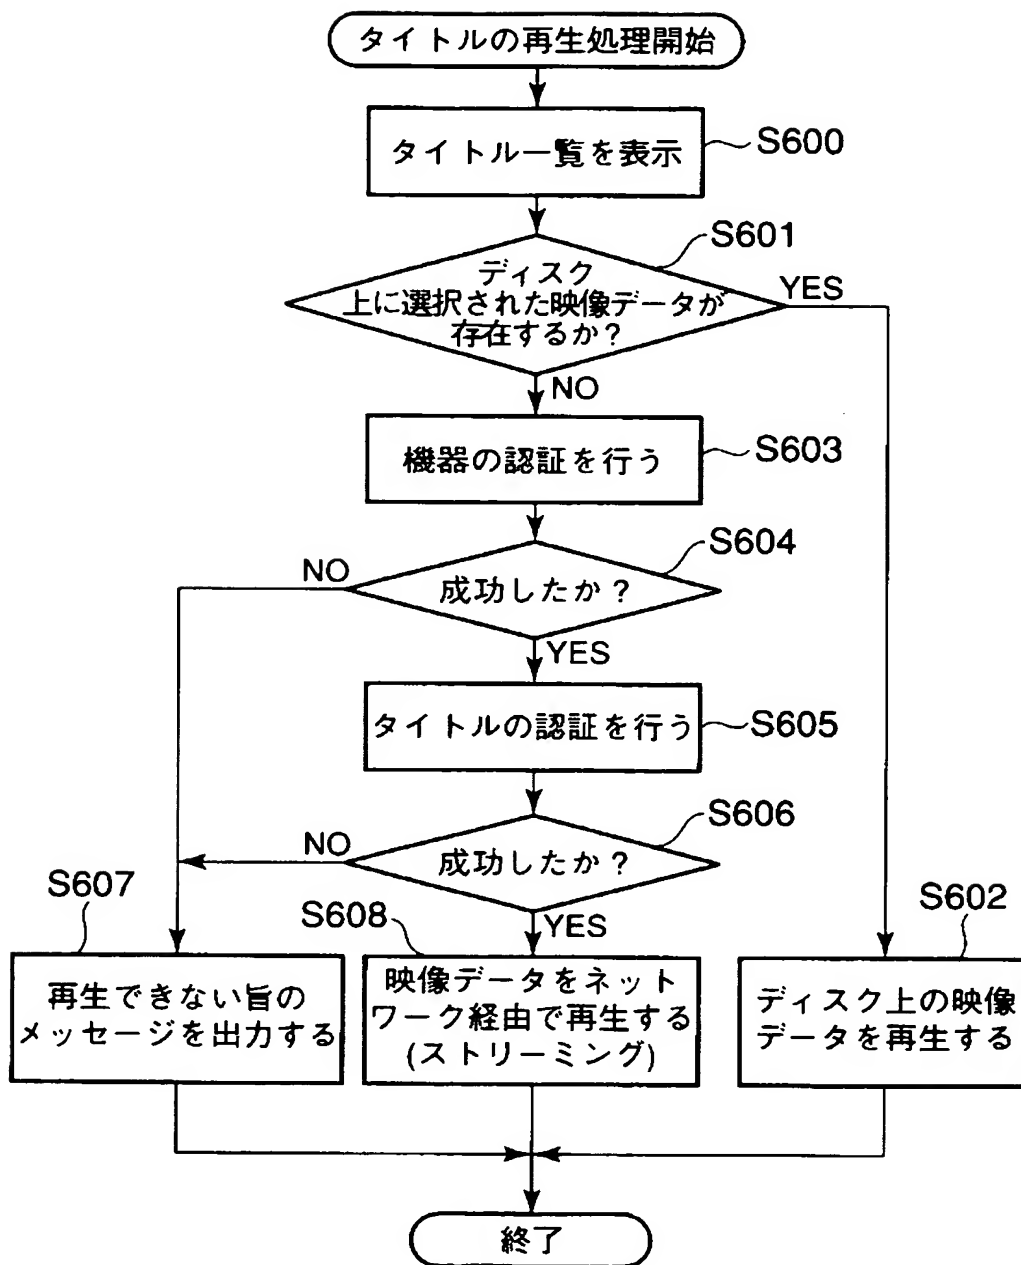 タイトルの再生処理開始
タイトル一覧を表示
S600
S601
ディスク
上に選択された映像データが
存在するか？
YES
NO
機器の認証を行う
S603
S604
NO
成功したか？
YES
タイトルの認証を行う
S605
S606
NO
成功したか？
YES
S607
再生できない旨の
メッセージを出力する
S608
映像データをネット
ワーク経由で再生する
(ストリーミング)
S602
ディスク上の映像
データを再生する
終了